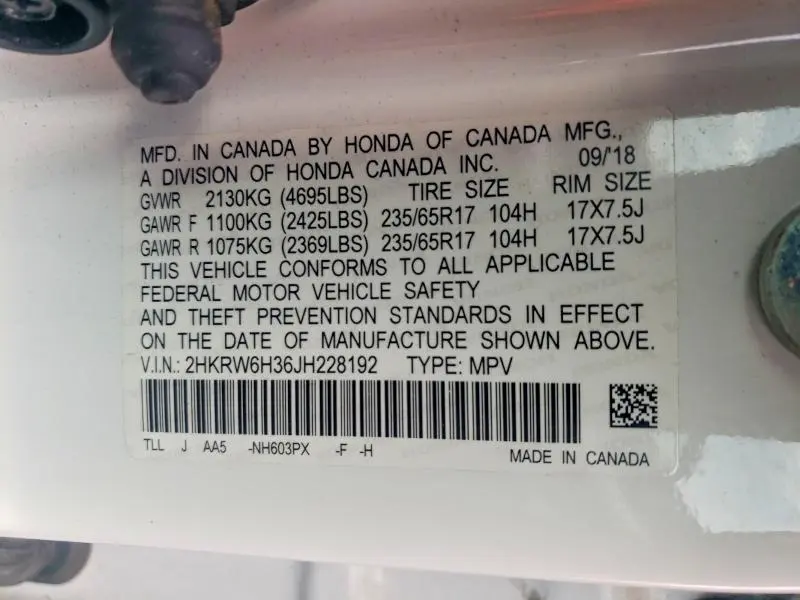 MFD. IN CANADA BY HONDA OF CANADA MFG.,
A DIVISION OF HONDA CANADA INC. 09/'18
GVWR 2130KG (4695LBS) TIRE SIZE RIM SIZE
GAWR F 1100KG (2425LBS) 235/65R17 104H 17X7.5J
GAWR R 1075KG (2369LBS) 235/65R17 104H 17X7.5J
THIS VEHICLE CONFORMS TO ALL APPLICABLE
FEDERAL MOTOR VEHICLE SAFETY
AND THEFT PREVENTION STANDARDS IN EFFECT
ON THE DATE OF MANUFACTURE SHOWN ABOVE.
V.I.N.: 2HKRW6H36JH228192 TYPE: MPV
TLL J AA5 -NH603PX -F -H
MADE IN CANADA